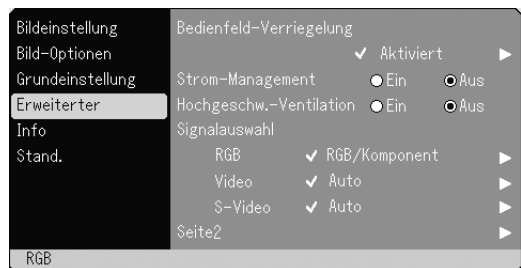 Bildeinstellung
Bild-Optionen
Grundeinstellung
Erweiterter
Info
Stand.
Bedienfeld-Verriegelung
✓ Aktiviert ▶
Strom-Management Ein Aus
Hochgeschw.-Ventilation Ein Aus
Signalauswahl
RGB ✓ RGB/Komponent ▶
Video ✓ Auto ▶
S-Video ✓ Auto ▶
Seite2 ▶
RGB